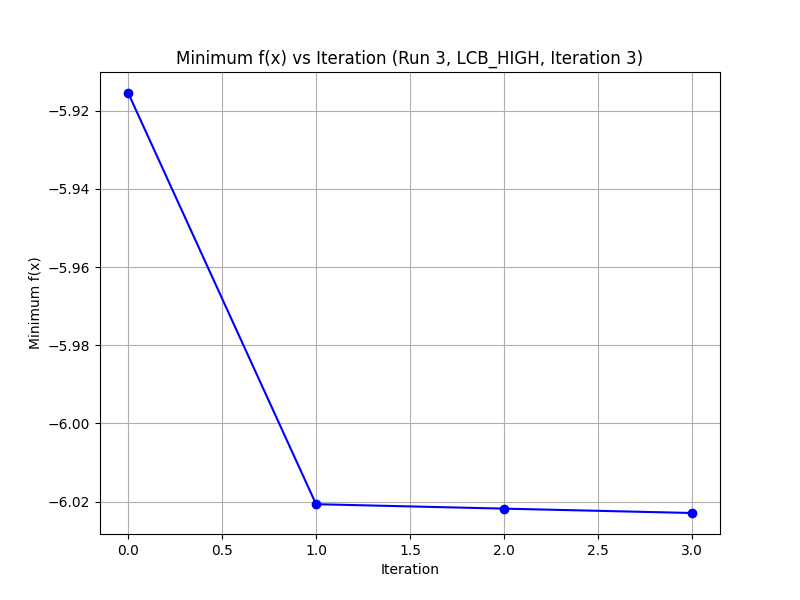 Minimum f(x) vs Iteration (Run 3, LCB_HIGH, Iteration 3)
Minimum f(x)
−5.92
−5.94
−5.96
−5.98
−6.00
−6.02
0.0 0.5 1.0 1.5 2.0 2.5 3.0
Iteration